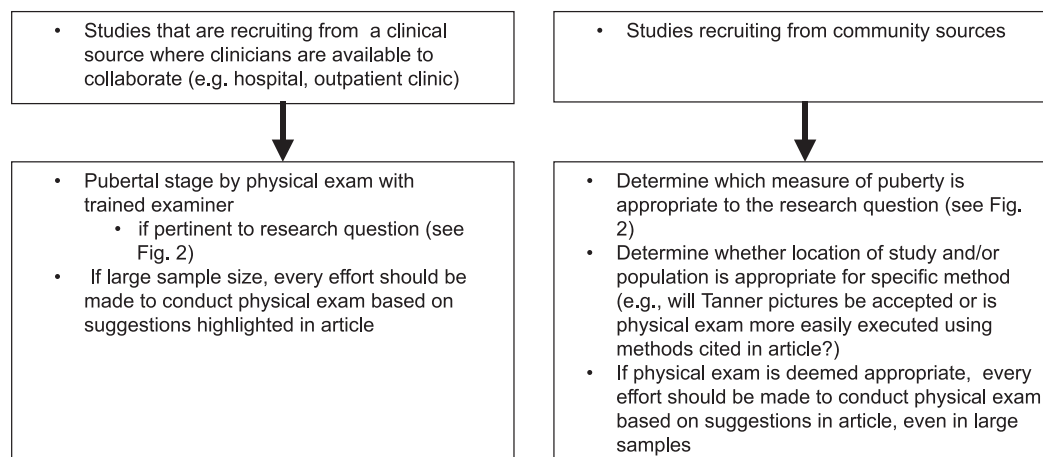 • Studies that are recruiting from a clinical
source where clinicians are available to
collaborate (e.g. hospital, outpatient clinic)
• Studies recruiting from community sources
• Pubertal stage by physical exam with
trained examiner
• if pertinent to research question (see
Fig. 2)
• If large sample size, every effort should be
made to conduct physical exam based on
suggestions highlighted in article
• Determine which measure of puberty is
appropriate to the research question (see Fig.
2)
• Determine whether location of study and/or
population is appropriate for specific method
(e.g., will Tanner pictures be accepted or is
physical exam more easily executed using
methods cited in article?)
• If physical exam is deemed appropriate, every
effort should be made to conduct physical exam
based on suggestions in article, even in large
samples